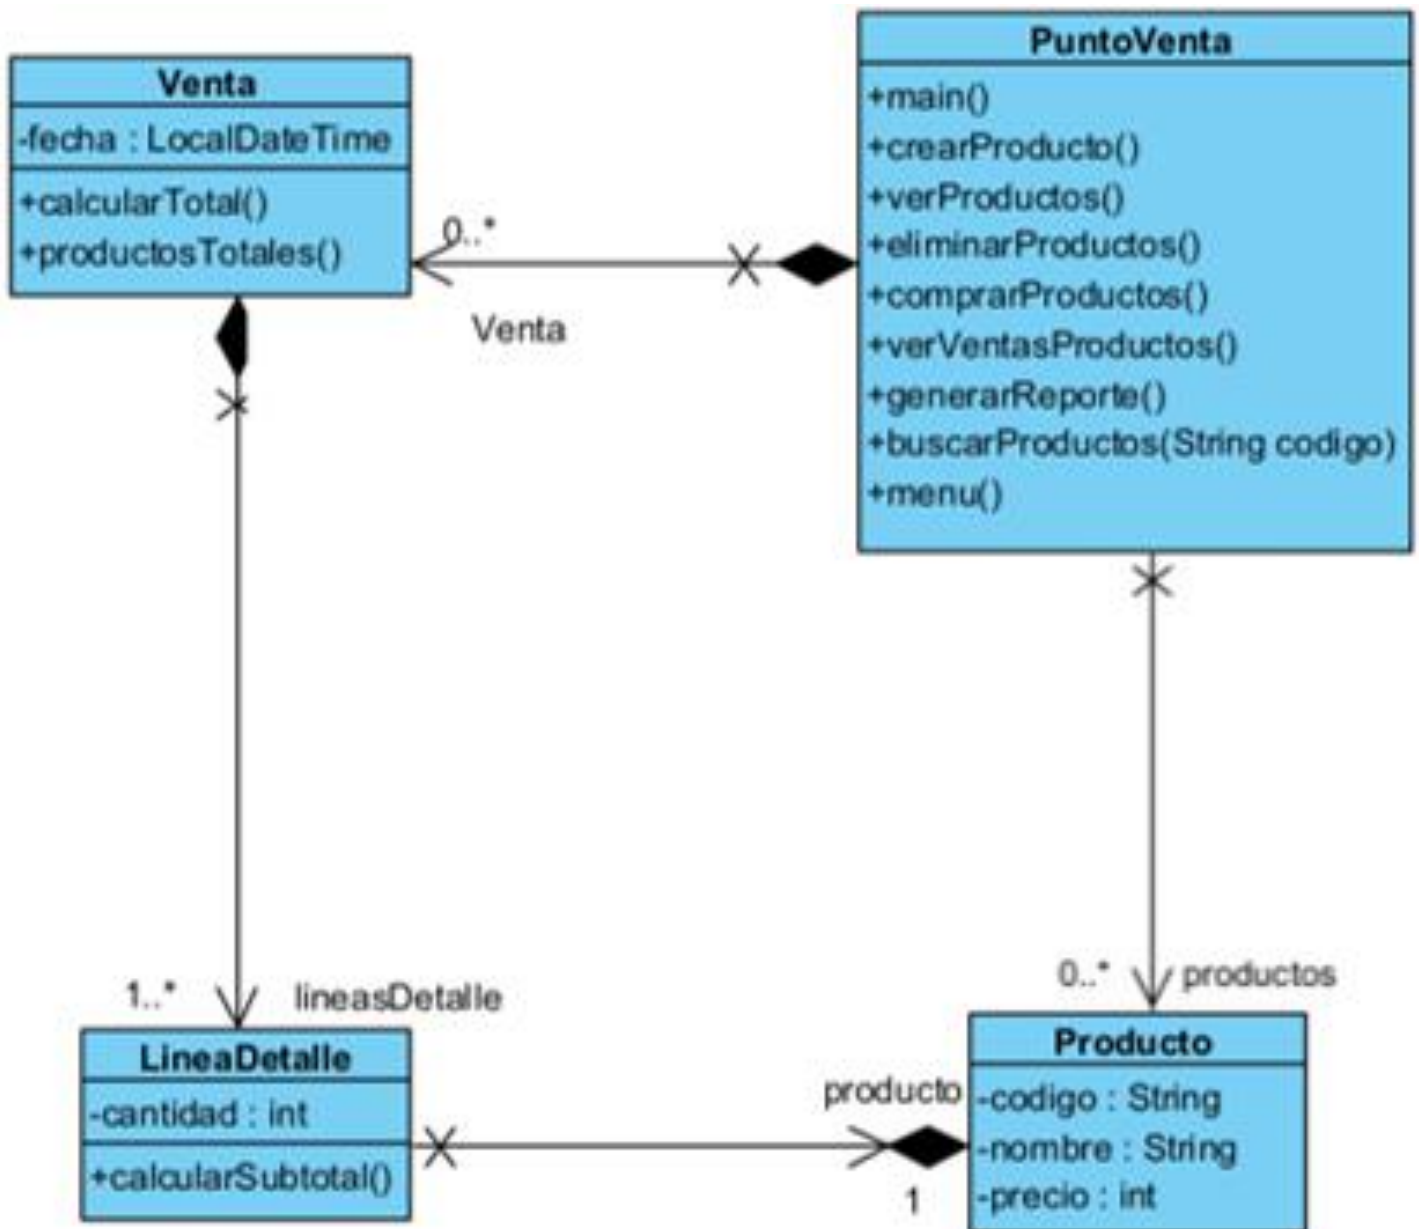 Venta
-fecha : LocalDateTime
+calcularTotal()
+productosTotales()
0..*
Venta
PuntoVenta
+main()
+crearProducto()
+verProductos()
+eliminarProductos()
+comprarProductos()
+verVentasProductos()
+generarReporte()
+buscarProductos(String codigo)
+menu()
1..*
lineasDetalle
0..*
productos
LineaDetalle
-cantidad : int
+calcularSubtotal()
producto
1
Producto
-codigo : String
-nombre : String
-precio : int